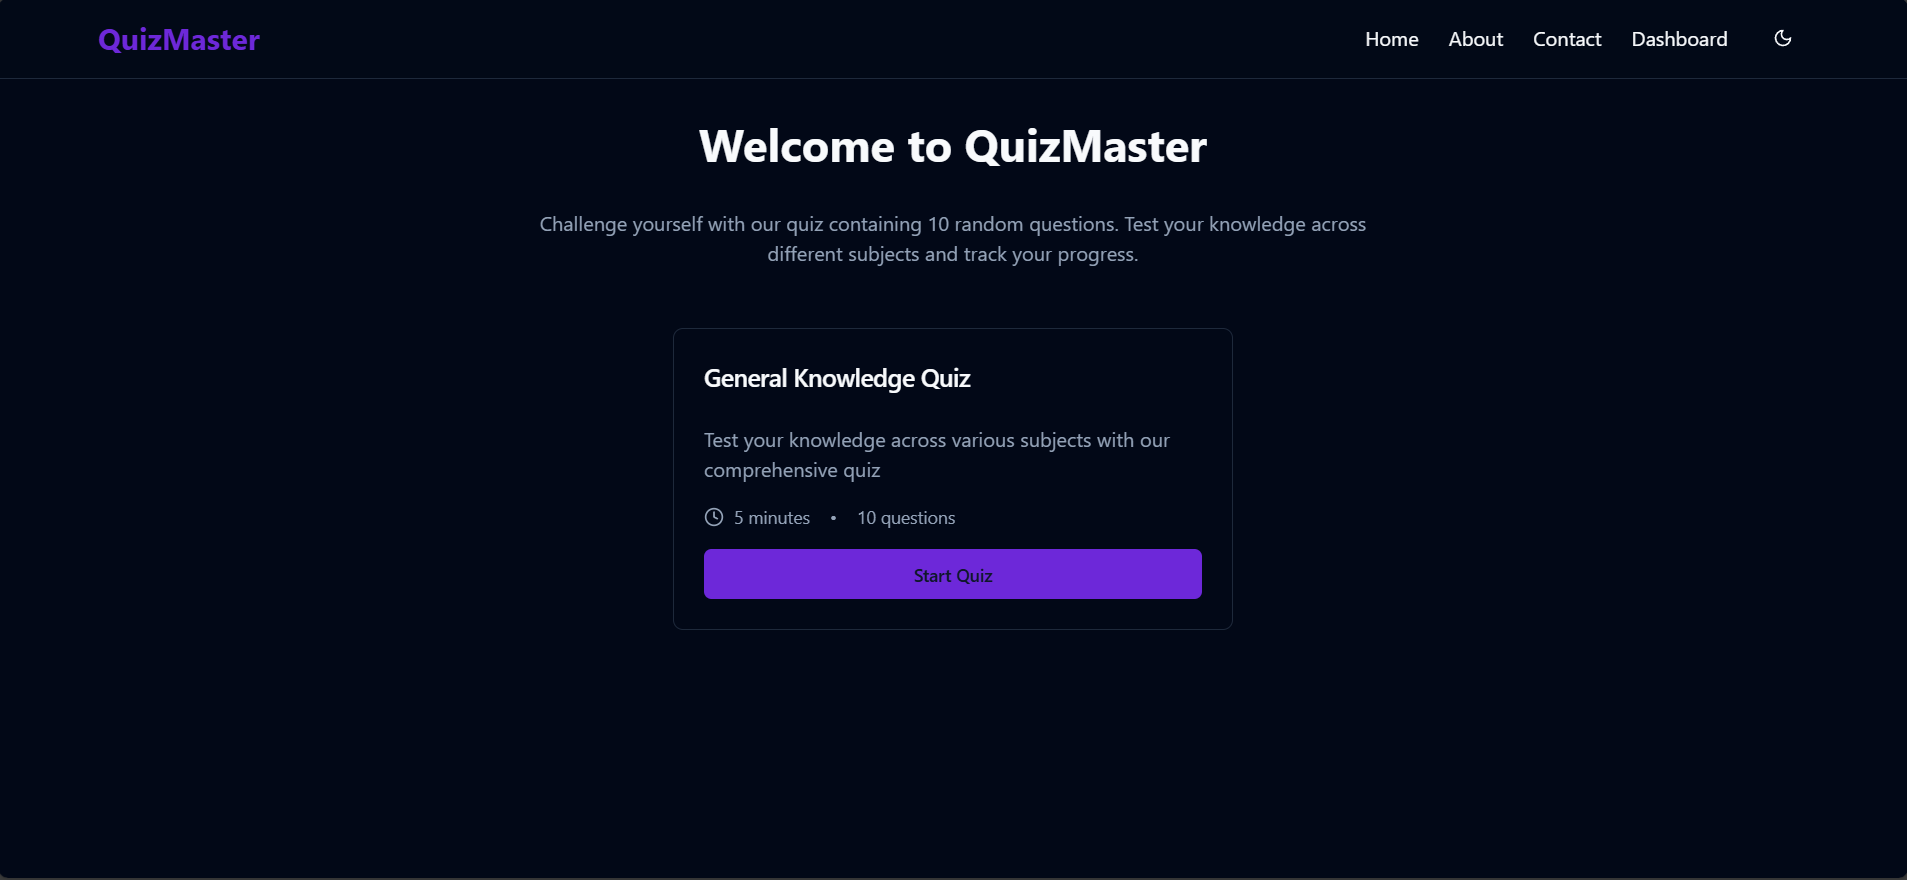 QuizMaster
Home About Contact Dashboard
Welcome to QuizMaster
Challenge yourself with our quiz containing 10 random questions. Test your knowledge across
different subjects and track your progress.
General Knowledge Quiz
Test your knowledge across various subjects with our
comprehensive quiz
5 minutes • 10 questions
Start Quiz